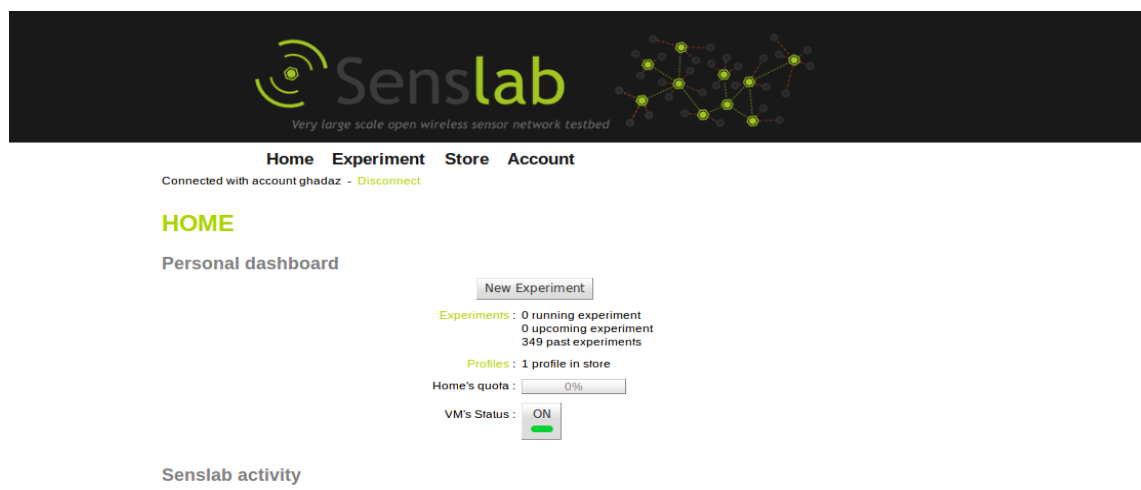 Senslab
Very large scale open wireless sensor network testbed
Home Experiment Store Account
Connected with account ghadaz - Disconnect
HOME
Personal dashboard
New Experiment
Experiments : 0 running experiment
0 upcoming experiment
349 past experiments
Profiles : 1 profile in store
Home's quota : 0%
VM's Status : ON
Senslab activity